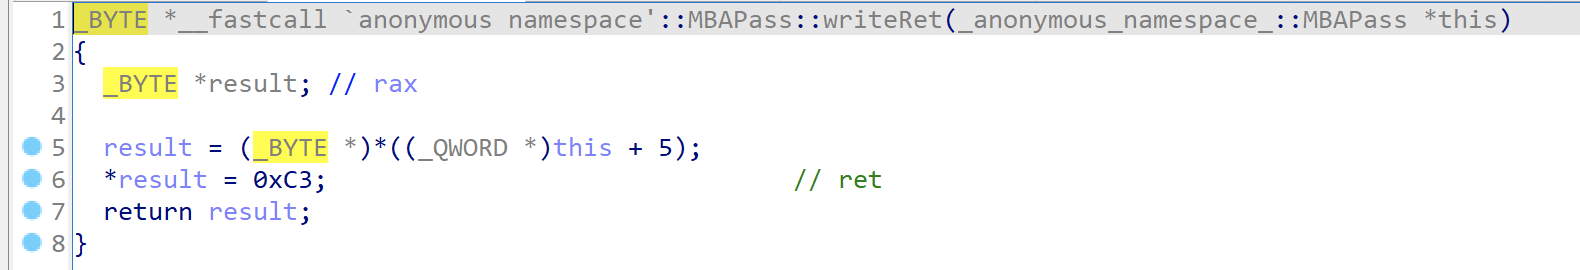 1 _BYTE *__fastcall `anonymous namespace'::MBAPass::writeRet(_anonymous_namespace_::MBAPass *this)
2 {
3   _BYTE *result; // rax
4
5   result = (_BYTE *)*((_QWORD *)this + 5);
6   *result = 0xC3;                               // ret
7   return result;
8 }